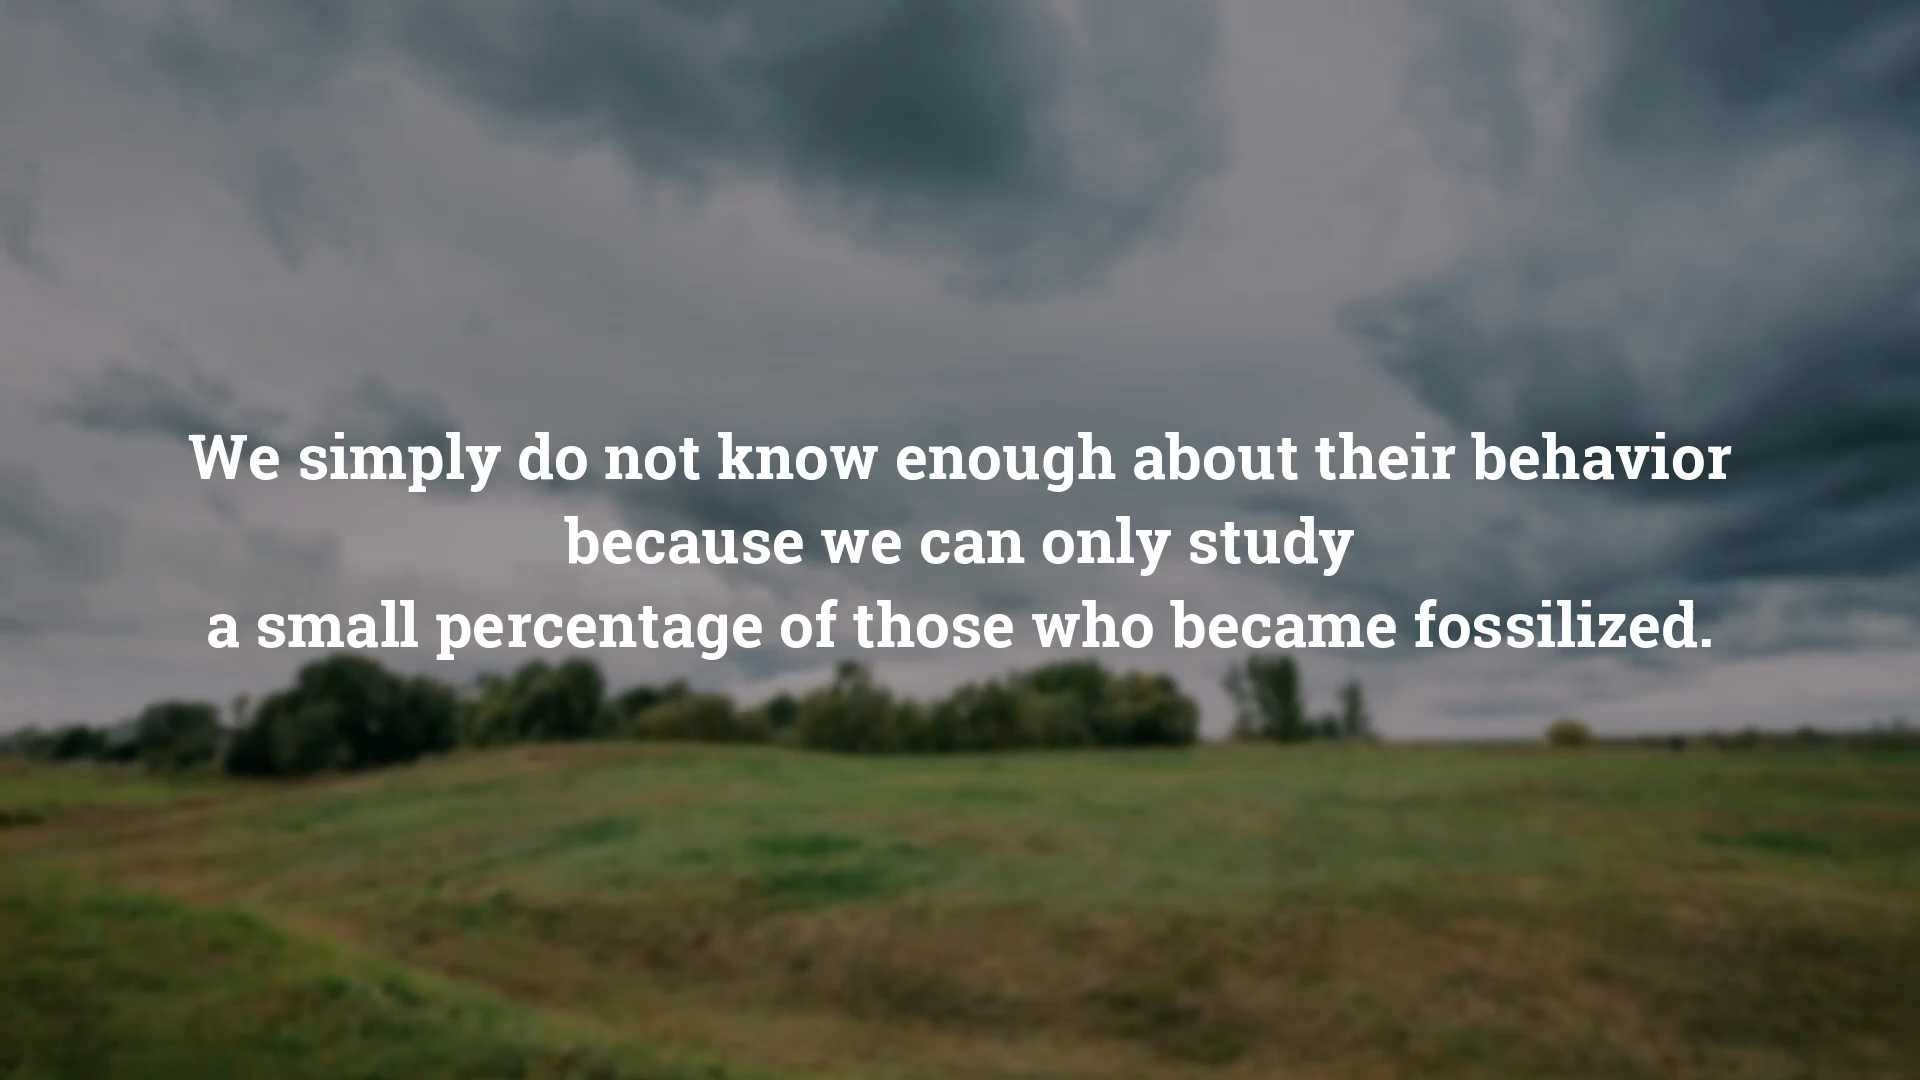 We simply do not know enough about their behavior
because we can only study
a small percentage of those who became fossilized.